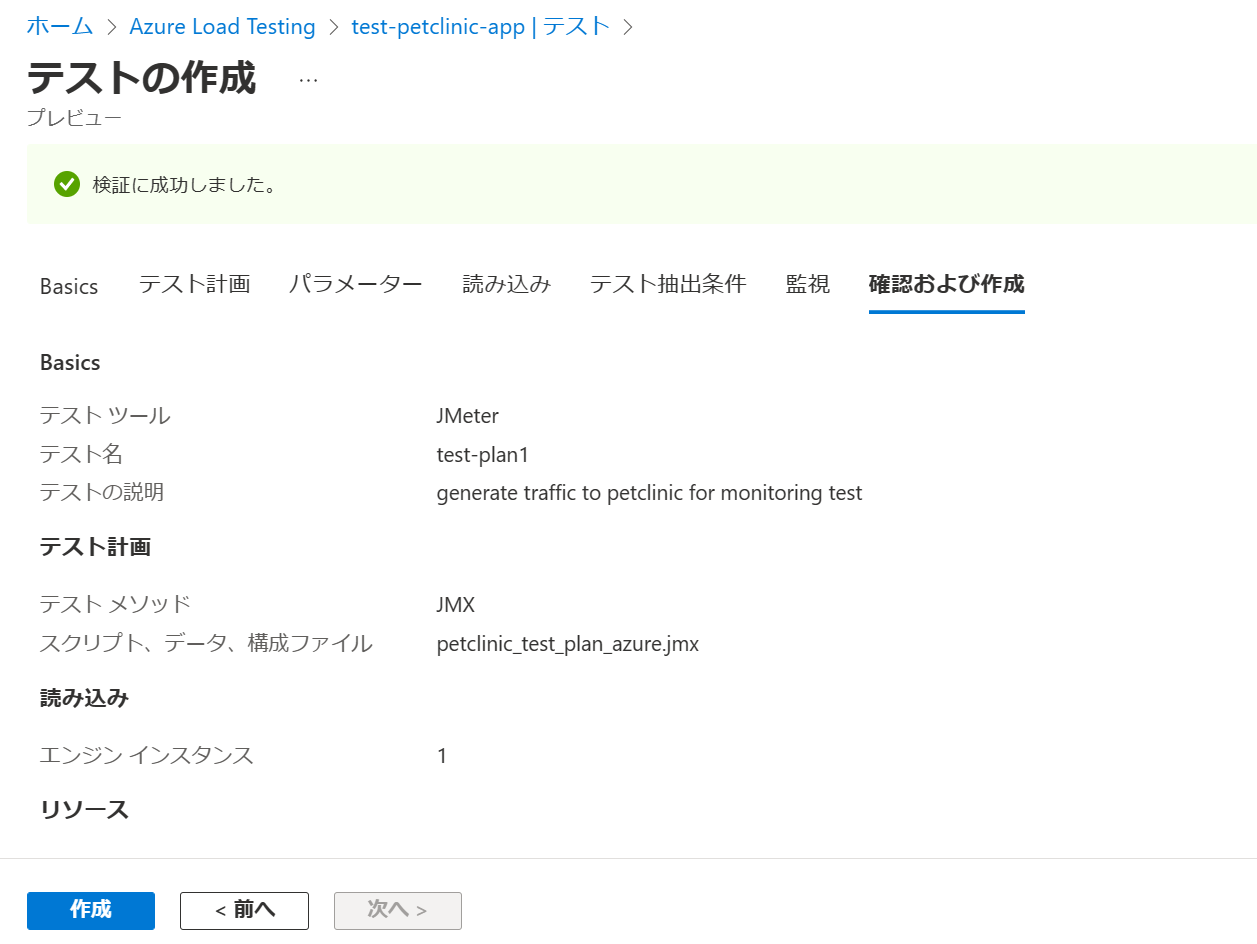 ホーム > Azure Load Testing > test-petclinic-app | テスト >
テストの作成 …
プレビュー
検証に成功しました。
Basics テスト計画 パラメーター 読み込み テスト抽出条件 監視 確認および作成
Basics
テスト ツール JMeter
テスト名 test-plan1
テストの説明 generate traffic to petclinic for monitoring test
テスト計画
テスト メソッド JMX
スクリプト、データ、構成ファイル petclinic_test_plan_azure.jmx
読み込み
エンジン インスタンス 1
リソース
作成 < 前へ 次へ >